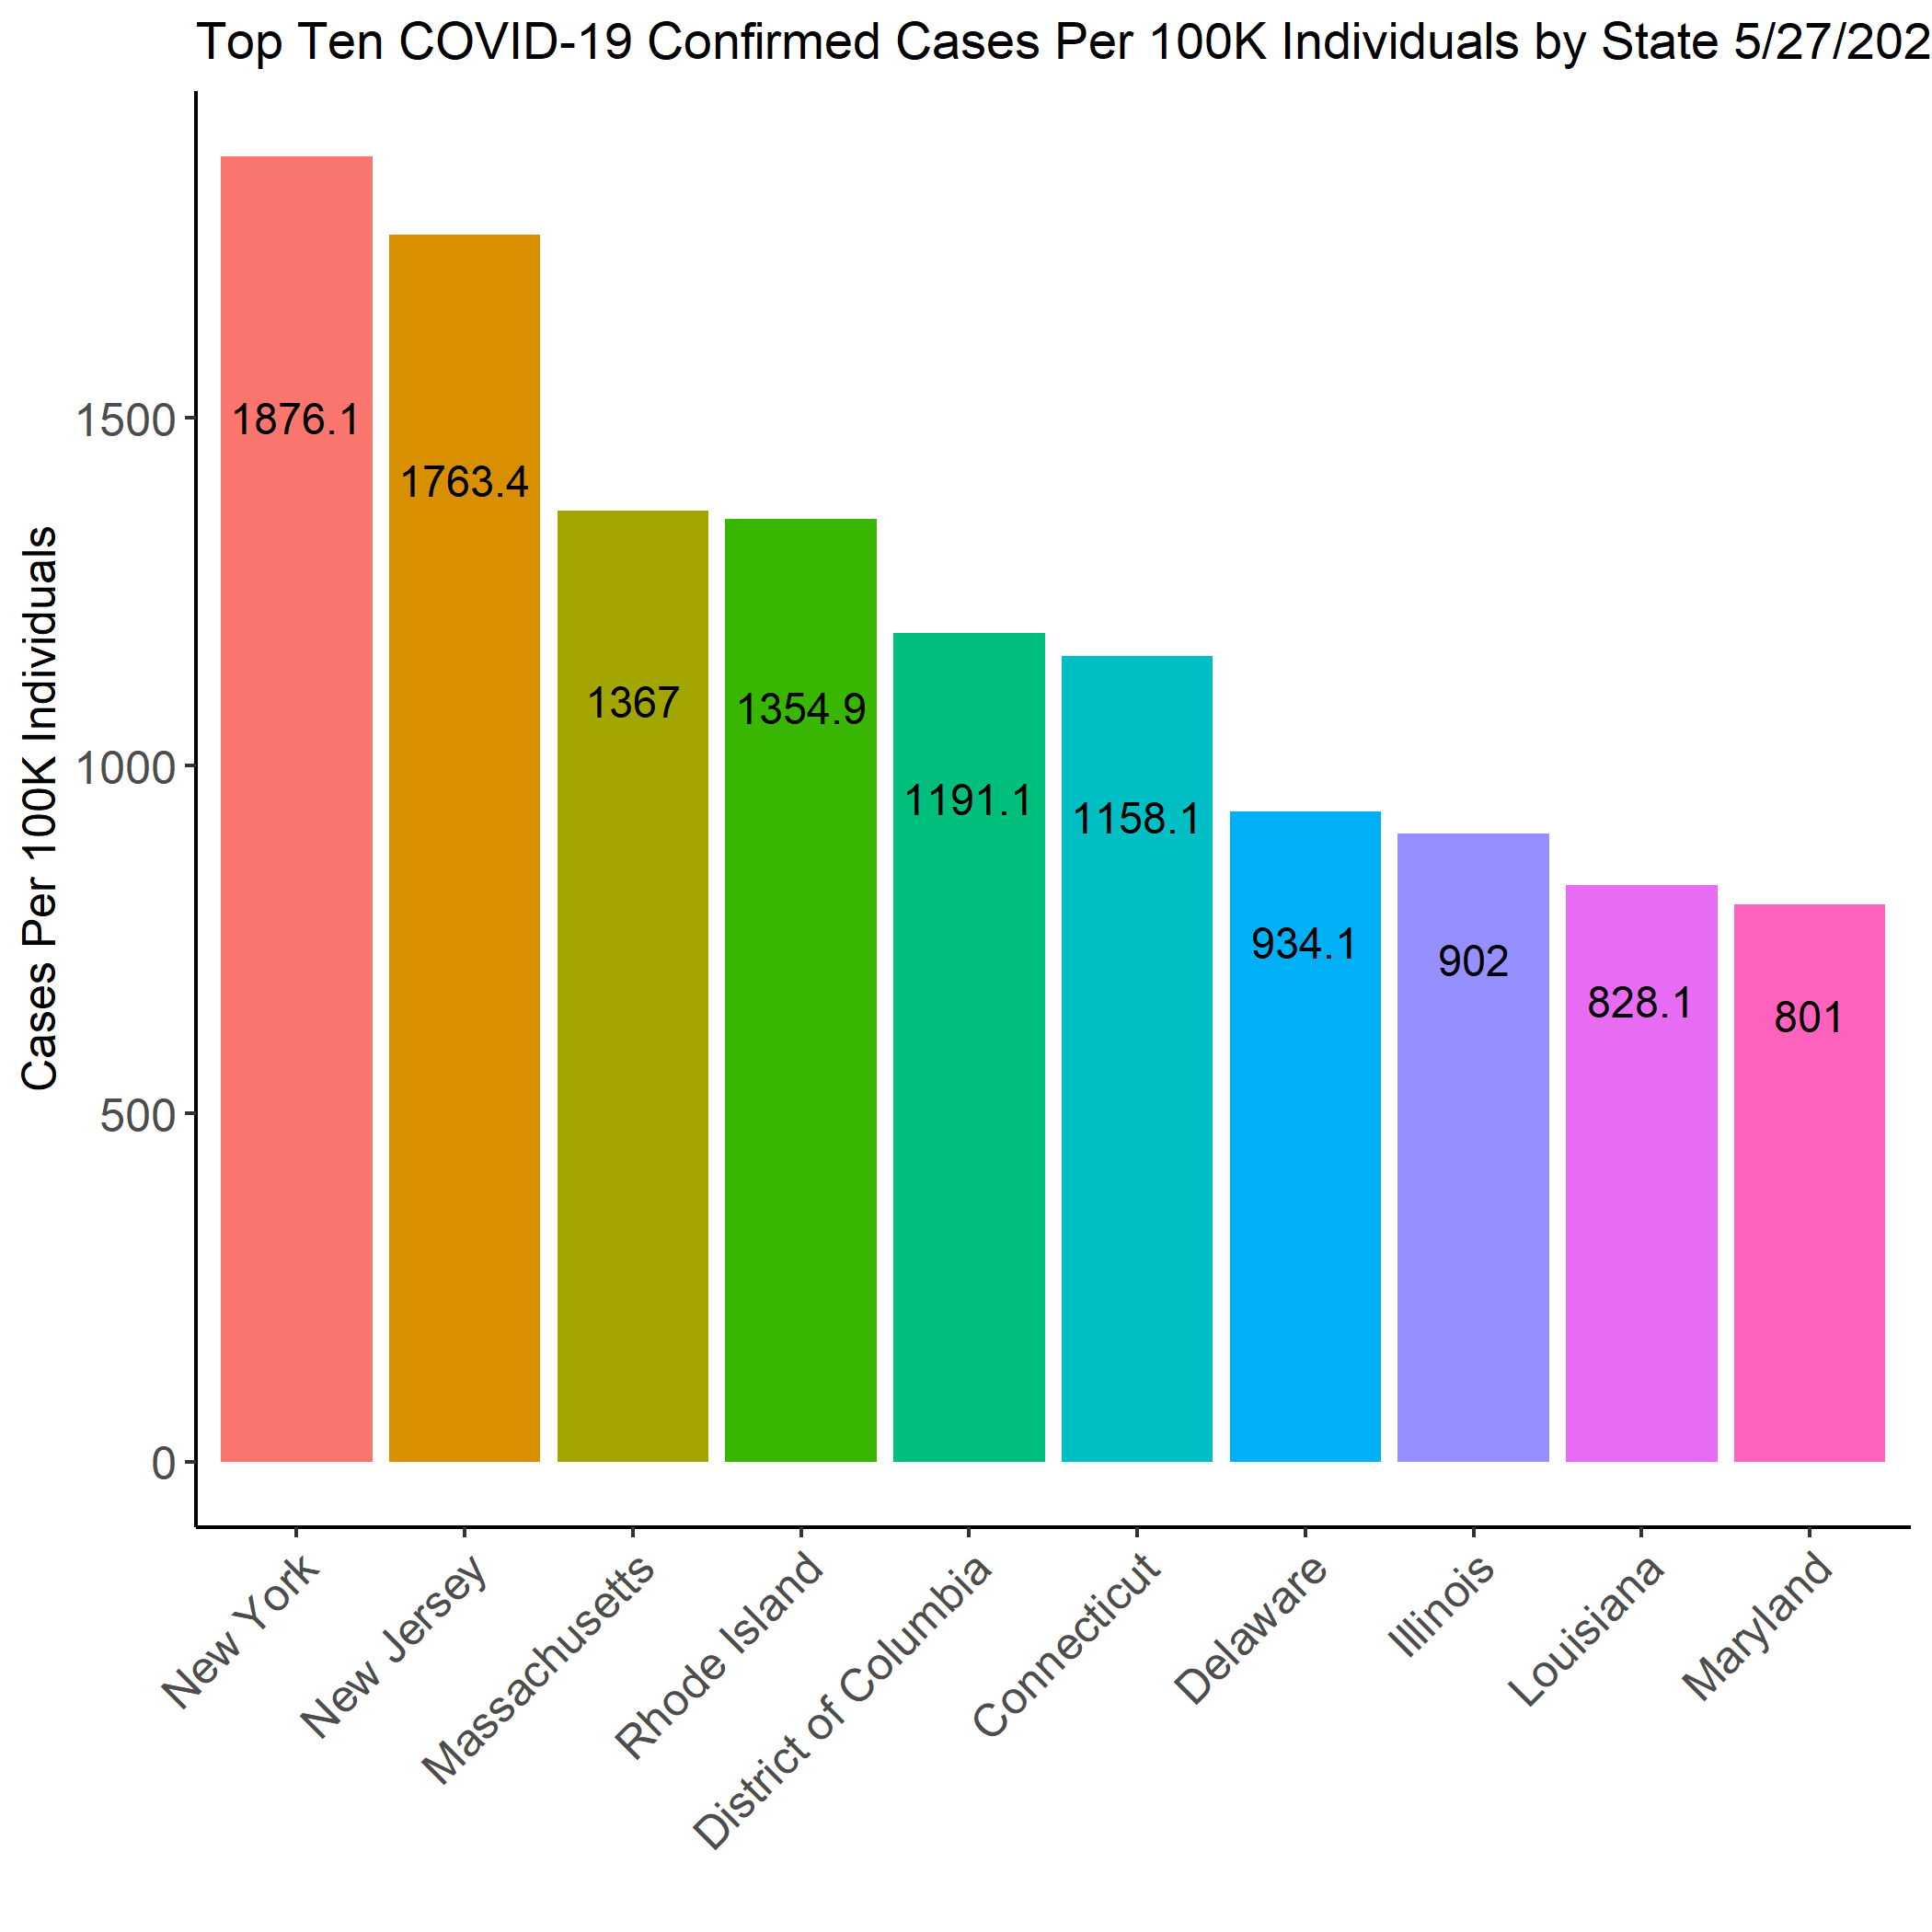 Top Ten COVID-19 Confirmed Cases Per 100K Individuals by State 5/27/202
Cases Per 100K Individuals
1500
1000
500
0
1876.1
1763.4
1367
1354.9
1191.1
1158.1
934.1
902
828.1
801
New York
New Jersey
Massachusetts
Rhode Island
District of Columbia
Connecticut
Delaware
Illinois
Louisiana
Maryland